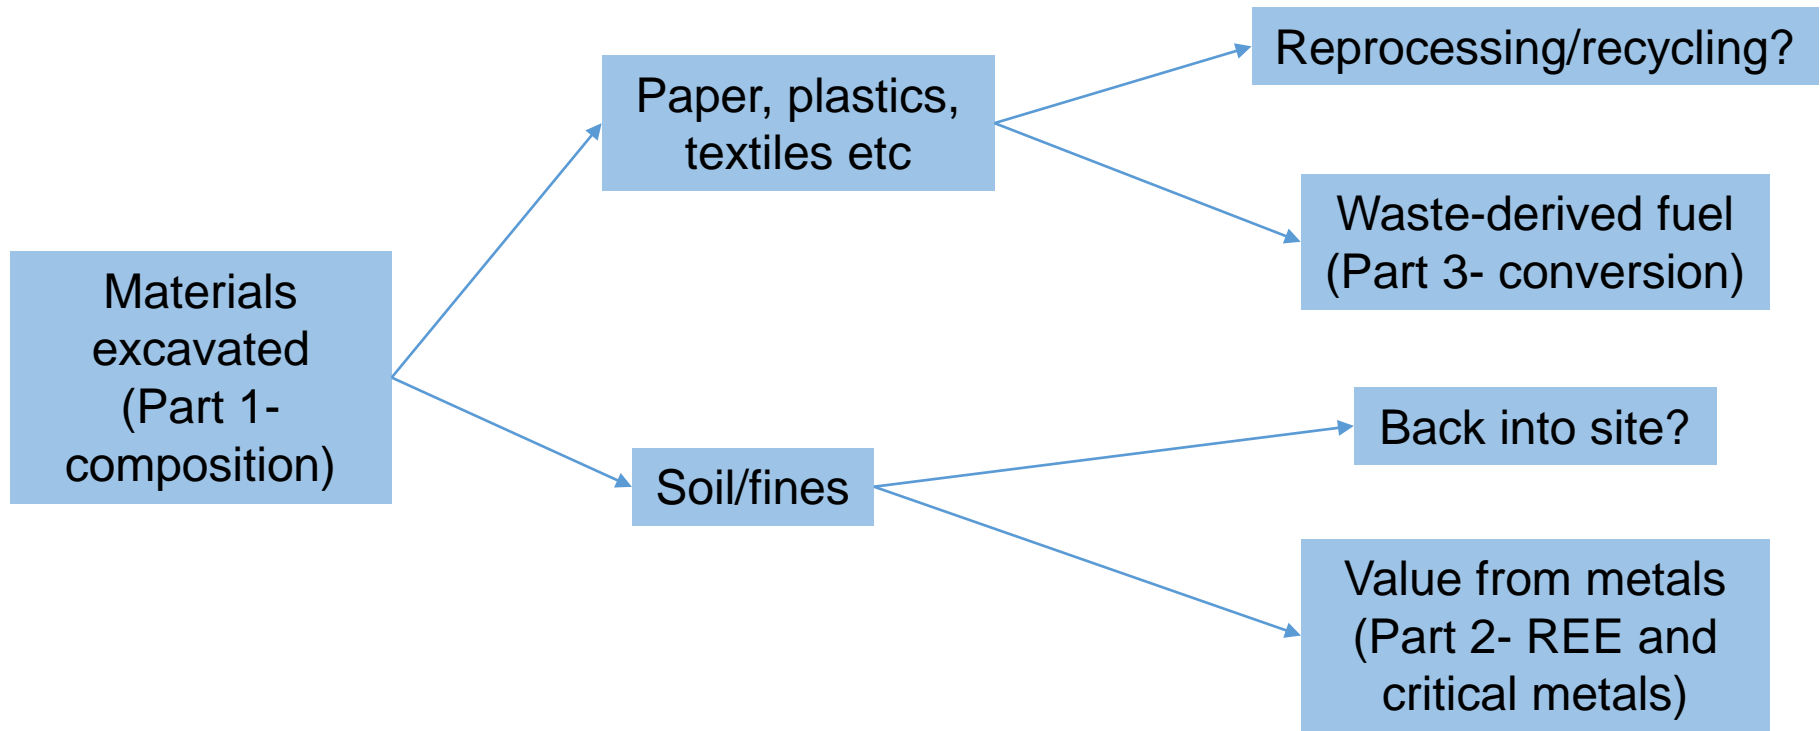 Materials
excavated
(Part 1-
composition)
Paper, plastics,
textiles etc
Soil/fines
Reprocessing/recycling?
Waste-derived fuel
(Part 3- conversion)
Back into site?
Value from metals
(Part 2- REE and
critical metals)